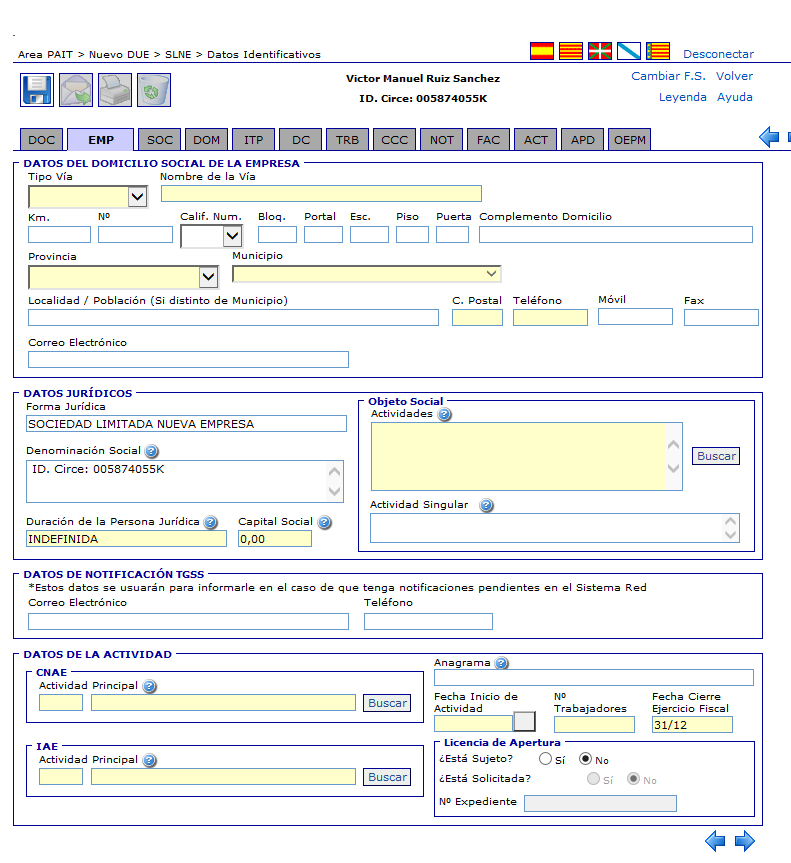 Area PAIT > Nuevo DUE > SLNE > Datos Identificativos
Desconectar
Victor Manuel Ruiz Sanchez
Cambiar F.S. Volver
ID. Circe: 005874055K
Leyenda Ayuda
DOC EMP SOC DOM ITP DC TRB CCC NOT FAC ACT APD OEPM
DATOS DEL DOMICILIO SOCIAL DE LA EMPRESA
Tipo Vía Nombre de la Vía
Km. Nº Calif. Num. Bloq. Portal Esc. Piso Puerta Complemento Domicilio
Provincia Municipio
Localidad / Población (Si distinto de Municipio) C. Postal Teléfono Móvil Fax
Correo Electrónico
DATOS JURÍDICOS
Forma Jurídica
SOCIEDAD LIMITADA NUEVA EMPRESA
Denominación Social
ID. Circe: 005874055K
Duración de la Persona Jurídica Capital Social
INDEFINIDA 0,00
Objeto Social
Actividades
Buscar
Actividad Singular
DATOS DE NOTIFICACIÓN TGSS
*Estos datos se usuarán para informarle en el caso de que tenga notificaciones pendientes en el Sistema Red
Correo Electrónico Teléfono
DATOS DE LA ACTIVIDAD
CNAE
Actividad Principal
Buscar
IAE
Actividad Principal
Buscar
Anagrama
Fecha Inicio de Actividad Nº Trabajadores Fecha Cierre Ejercicio Fiscal
31/12
Licencia de Apertura
¿Está Sujeto? Sí No
¿Está Solicitada? Sí No
Nº Expediente